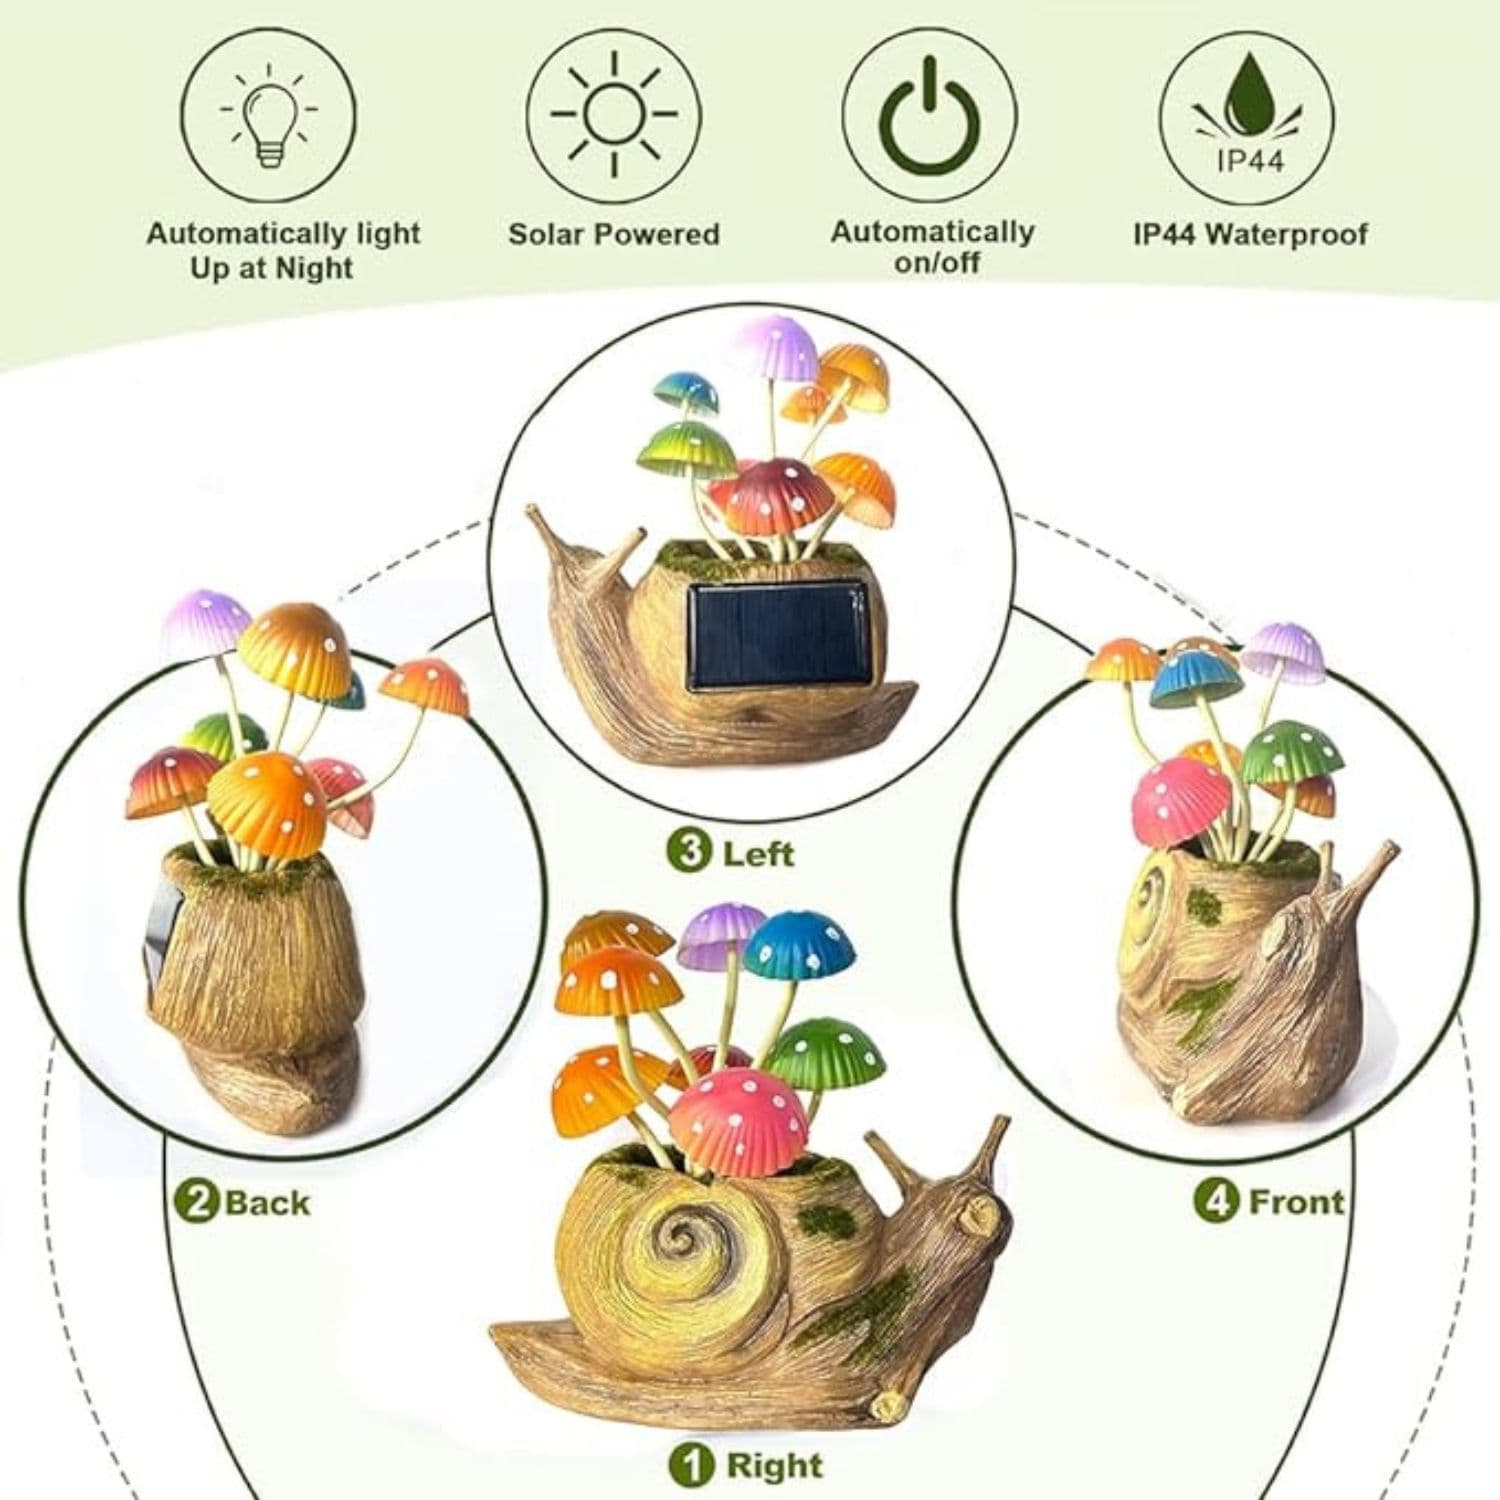 IP44
Automatically light
Up at Night
Solar Powered
Automatically
on/off
IP44 Waterproof
3 Left
2 Back
4 Front
1 Right